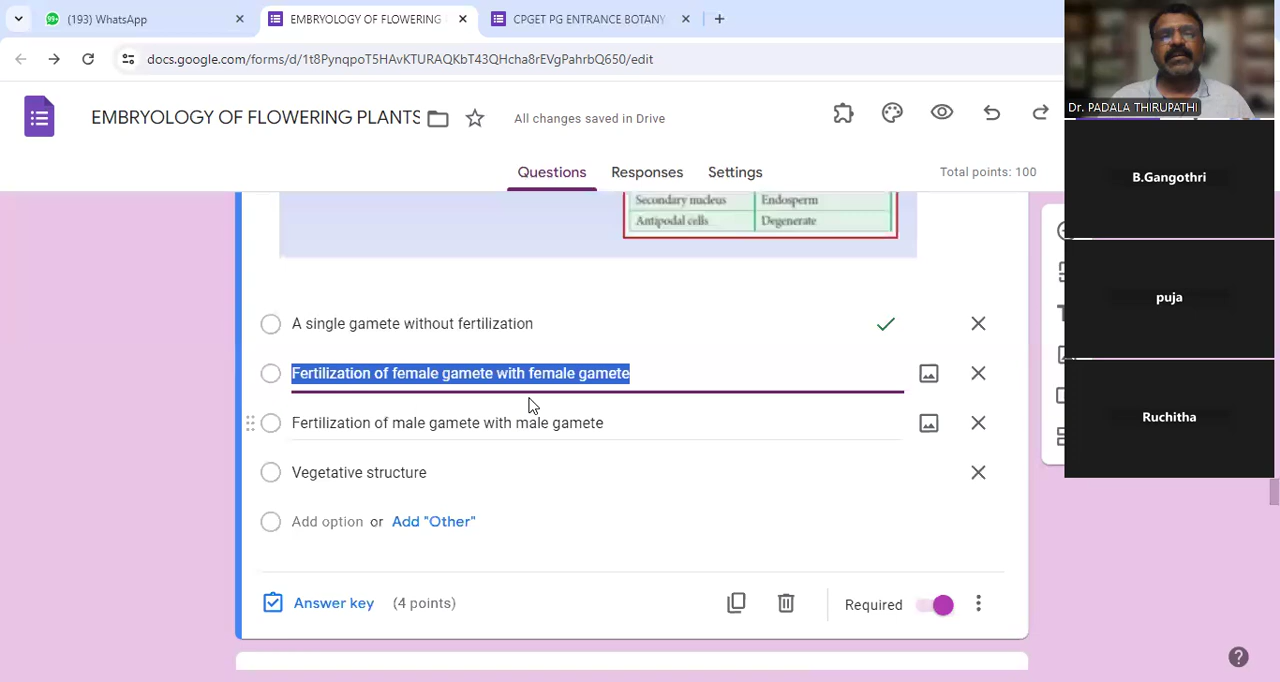 (193) WhatsApp
EMBRYOLOGY OF FLOWERING
CPGET PG ENTRANCE BOTANY
docs.google.com/forms/d/1t8PynqpoT5HAvKTURAQKbT43QHcha8rEVgPahrbQ650/edit
EMBRYOLOGY OF FLOWERING PLANTS
All changes saved in Drive
Questions
Responses
Settings
Total points: 100
Secondary nucleus Endosperm
Antipodal cells Degenerate
A single gamete without fertilization
Fertilization of female gamete with female gamete
Fertilization of male gamete with male gamete
Vegetative structure
Add option or Add "Other"
Answer key (4 points)
Required
Dr. PADALA THIRUPATHI
B.Gangothri
puja
Ruchitha